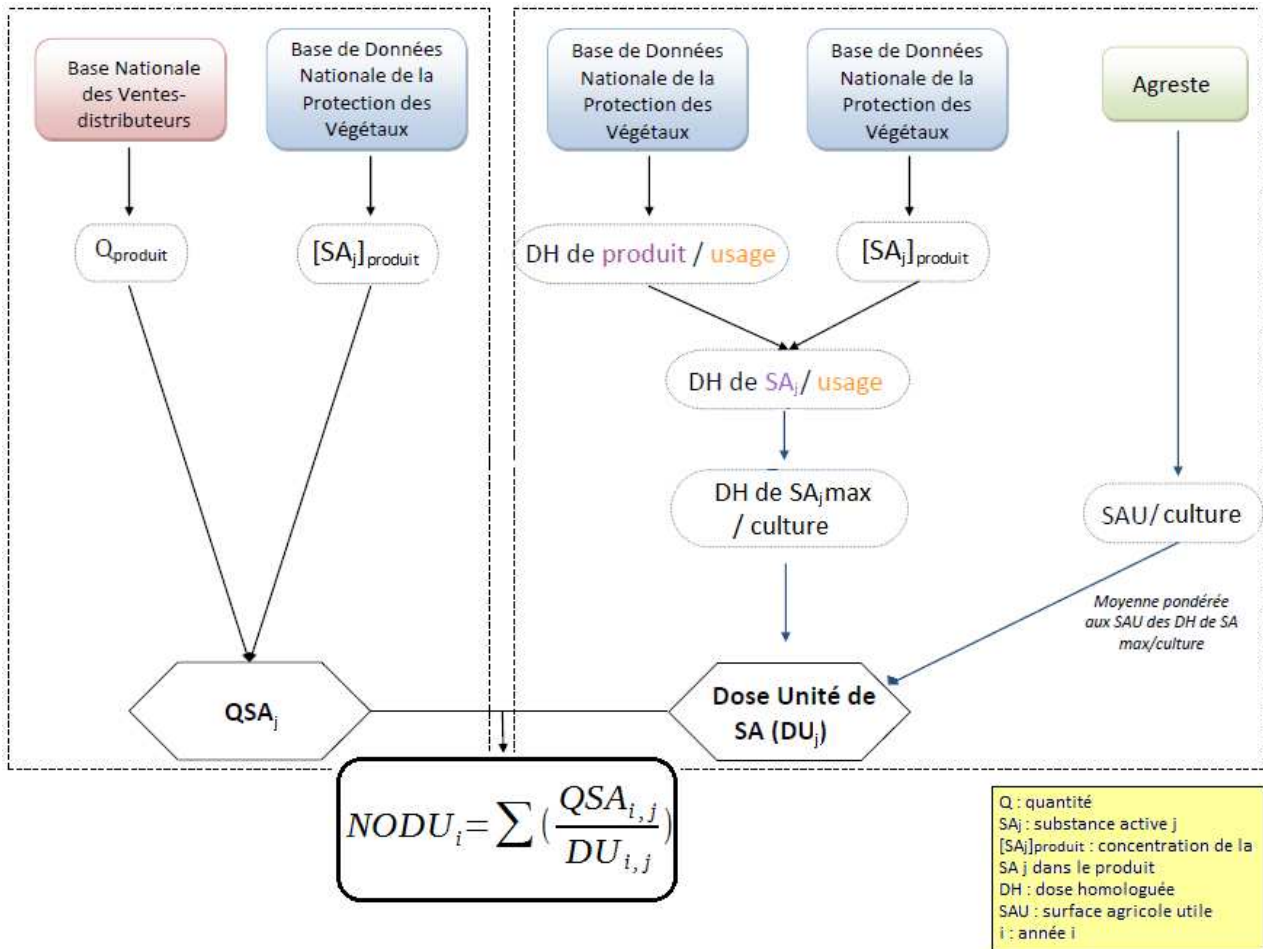 Base Nationale
des Ventes-
distributeurs
Base de Données
Nationale de la
Protection des
Végétaux
Base de Données
Nationale de la
Protection des
Végétaux
Base de Données
Nationale de la
Protection des
Végétaux
Agreste
Qproduit
[SAj]produit
DH de produit / usage
[SAj]produit
DH de SAj/ usage
DH de SAjmax
/ culture
SAU/ culture
Moyenne pondérée
aux SAU des DH de SA
max/culture
QSAj
Dose Unité de
SA (DUj)
NODUi=∑(QSAi,j/DUi,j)
Q : quantité
SAj : substance active j
[SAj]produit : concentration de la
SA j dans le produit
DH : dose homologuée
SAU : surface agricole utile
i : année i